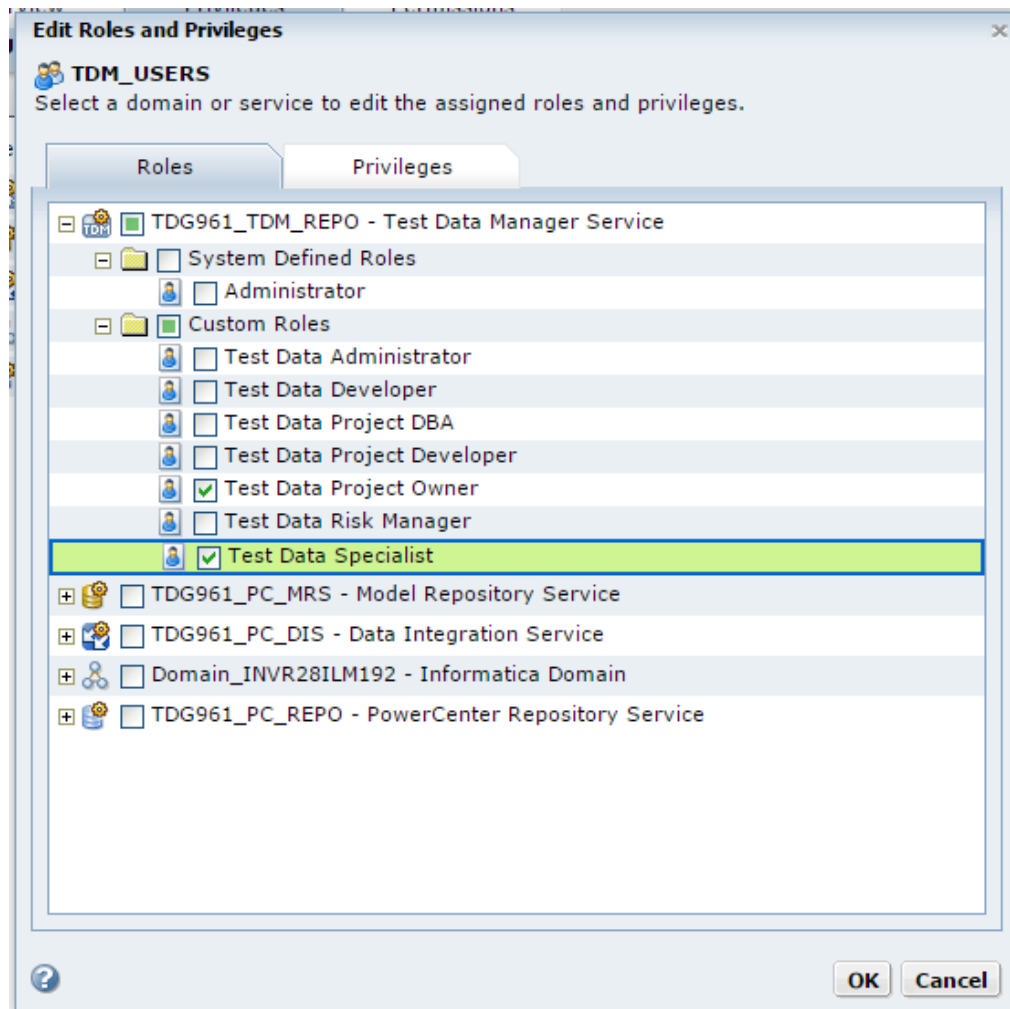 Edit Roles and Privileges
TDM_USERS
Select a domain or service to edit the assigned roles and privileges.
Roles Privileges
TDG961_TDM_REPO - Test Data Manager Service
System Defined Roles
Administrator
Custom Roles
Test Data Administrator
Test Data Developer
Test Data Project DBA
Test Data Project Developer
Test Data Project Owner
Test Data Risk Manager
Test Data Specialist
TDG961_PC_MRS - Model Repository Service
TDG961_PC_DIS - Data Integration Service
Domain_INVR28ILM192 - Informatica Domain
TDG961_PC_REPO - PowerCenter Repository Service
OK Cancel